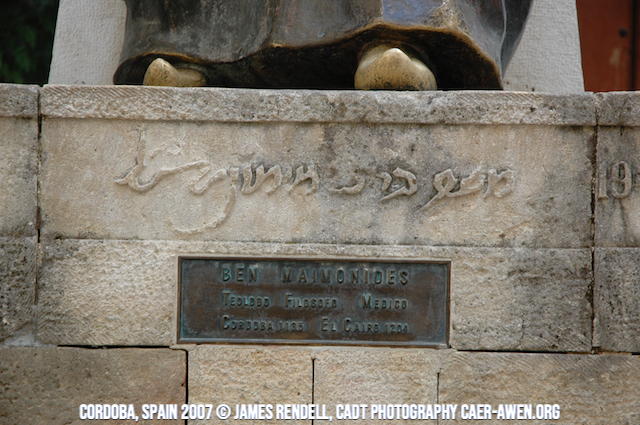 19
BEN MAIMONIDES
TEOLOGO FILOSOFO MEDICO
CORDOBA 1135 EL CAIRO 1204
CORDOBA, SPAIN 2007 © JAMES RENDELL, CADT PHOTOGRAPHY CAER-AWEN.ORG